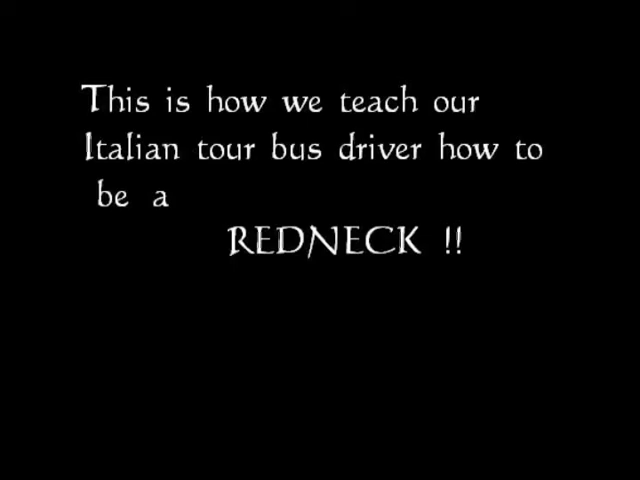 This is how we teach our
Italian tour bus driver how to
be a
REDNECK !!